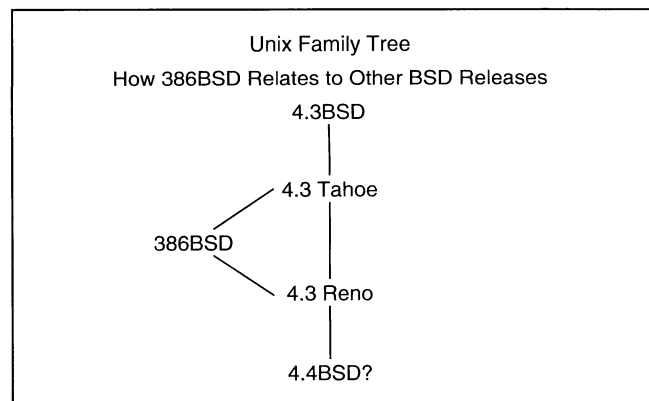 Unix Family Tree
How 386BSD Relates to Other BSD Releases
4.3BSD
4.3 Tahoe
386BSD
4.3 Reno
4.4BSD?